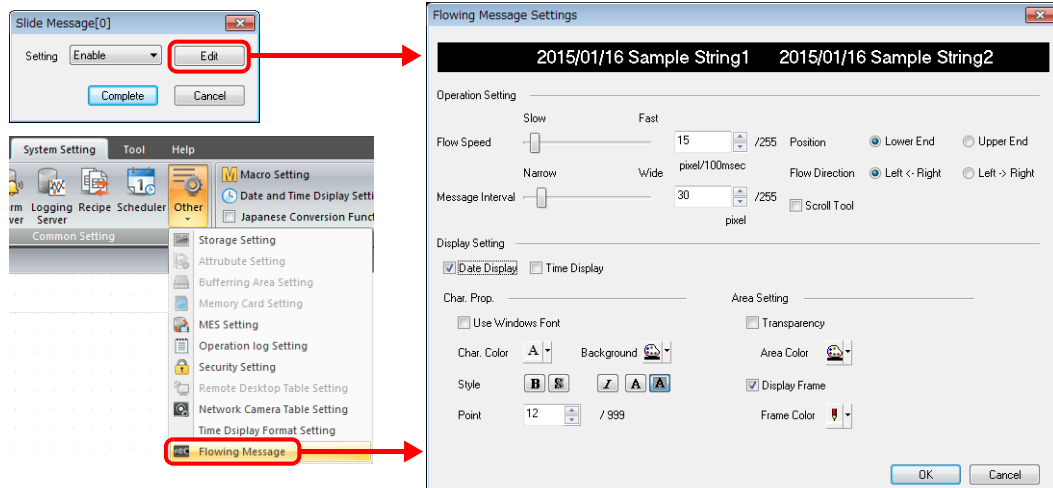 Slide Message[0]
Setting Enable Edit
Complete Cancel
System Setting Tool Help
Macro Setting
Date and Time Dsiplay Setti
Japanese Conversion Funct
rm Logging Recipe Scheduler Other
ver Server
Common Setting
Storage Setting
Attrubute Setting
Bufferring Area Setting
Memory Card Setting
MES Setting
Operation log Setting
Security Setting
Remote Desktop Table Setting
Network Camera Table Setting
Time Dsiplay Format Setting
ABC Flowing Message
Flowing Message Settings
2015/01/16 Sample String1 2015/01/16 Sample String2
Operation Setting
Slow Fast
Flow Speed 15 /255 Position Lower End Upper End
pixel/100msec
Narrow Wide Flow Direction Left <- Right Left -> Right
Message Interval 30 /255 Scroll Tool
pixel
Display Setting
Date Display Time Display
Char. Prop. Area Setting
Use Windows Font Transparency
Char. Color A Background Area Color
Style B S I A A Display Frame
Point 12 / 999 Frame Color
OK Cancel